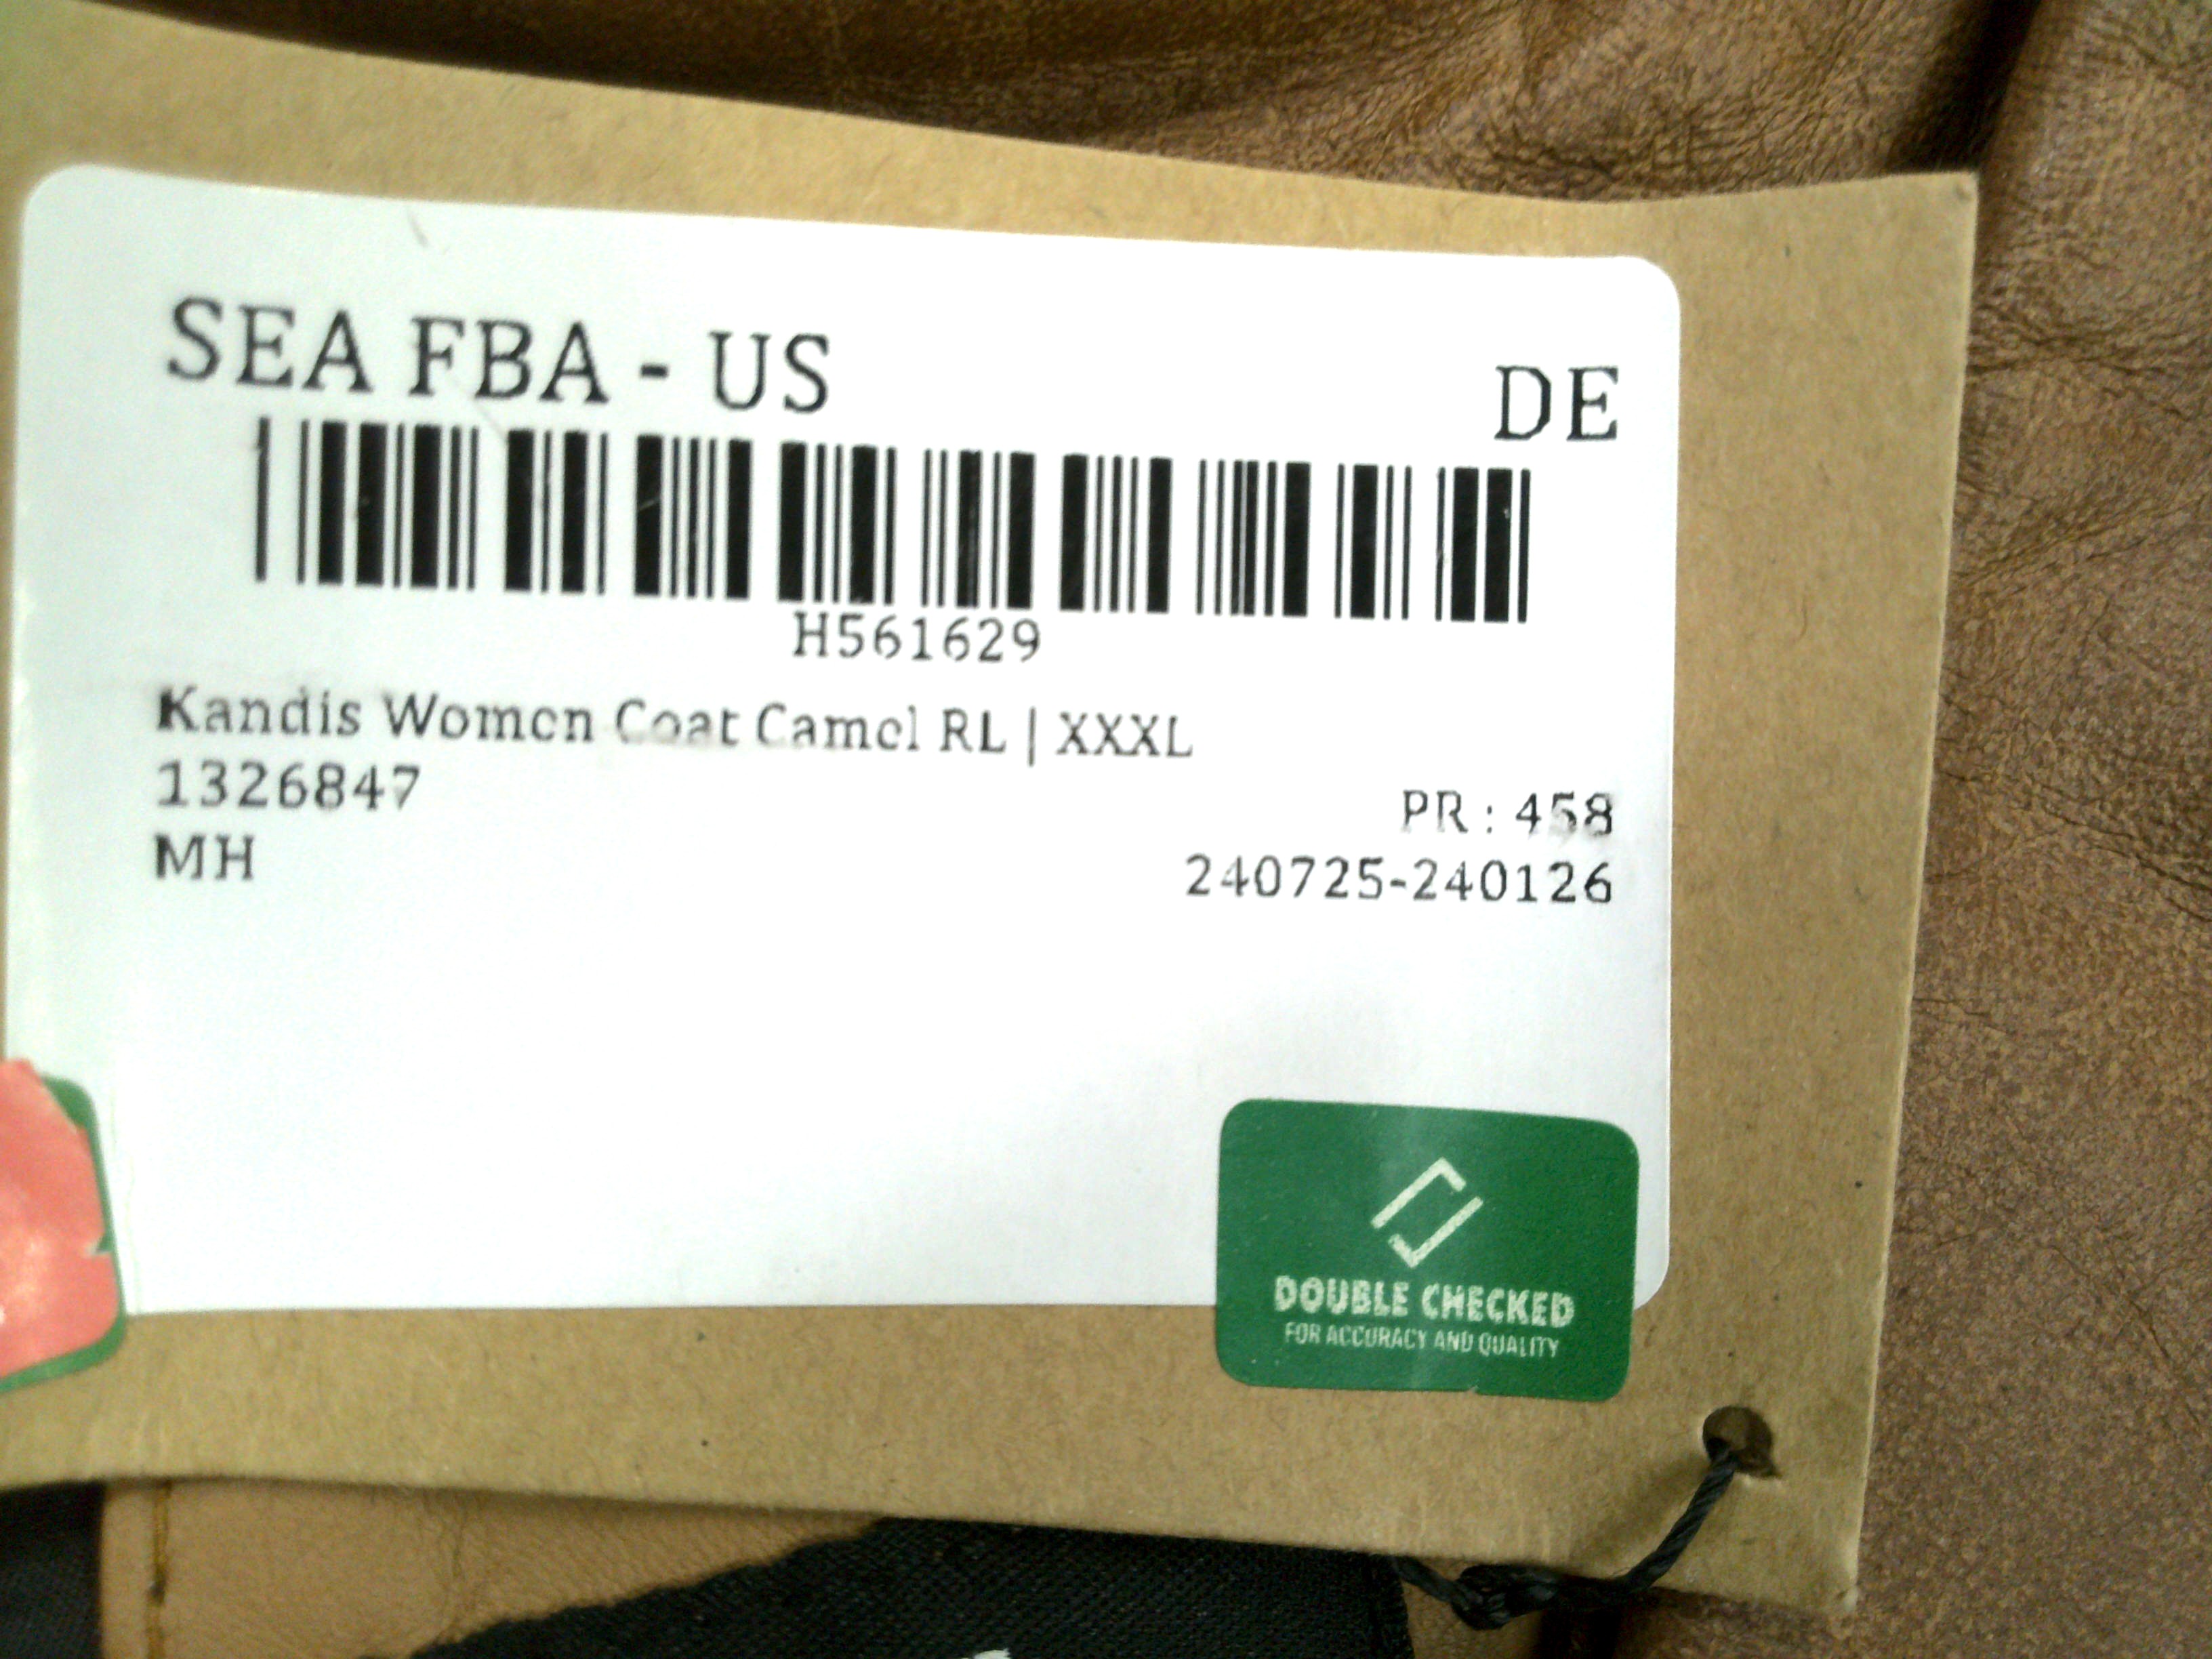 SEA FBA - US
DE
H561629
Kandis Women Coat Camel RL | XXXL
1326847
PR : 458
MH
240725-240126
DOUBLE CHECKED
FOR ACCURACY AND QUALITY